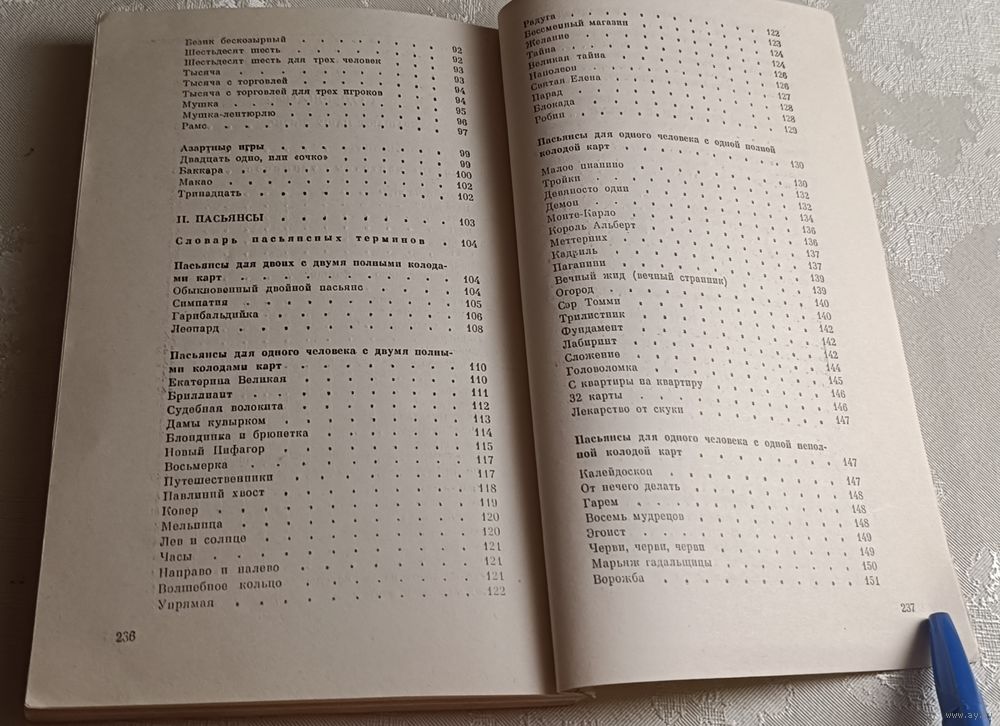 Безик бескозырный 92
Шестьдесят шесть 92
Шестьдесят шесть для трех человек 93
Тысяча 93
Тысяча с торговлей 94
Тысяча с торговлей для трех игроков 94
Мушка 95
Мушка-лентюрлю 96
Рамс 97
Азартные игры 99
Двадцать одно, или «очко» 99
Баккара 100
Макао 102
Тринадцать 102
II. ПАСЬЯНСЫ 103
Словарь пасьянсных терминов 104
Пасьянсы для двоих с двумя полными колода-
ми карт 104
Обыкновенный двойной пасьянс 104
Симпатия 105
Гарибальдийка 106
Леопард 108
Пасьянсы для одного человека с двумя полны-
ми колодами карт 110
Екатерина Великая 110
Бриллиант 111
Судебная волокита 112
Дамы кувырком 113
Блондинка и брюнетка 114
Новый Пифагор 115
Восьмерка 117
Путешественники 117
Павлиний хвост 118
Ковер 119
Мельница 120
Лев и солнце 120
Часы 121
Направо и налево 121
Волшебное кольцо 121
Упрямая 122
236
Радуга 122
Бессменный магазин 123
Желание 124
Тайна 124
Великая тайна 126
Наполеон 126
Святая Елена 127
Парад 128
Блокада 128
Робин 129
Пасьянсы для одного человека с одной полной
колодой карт 130
Малое пианино 130
Тройки 132
Девяносто один 132
Демон 134
Монте-Карло 136
Король Альберт 136
Меттерних 137
Кадриль 137
Паганини 139
Вечный жид (вечный странник) 139
Огород 140
Сэр Томми 140
Трилистник 142
Фундамент 142
Лабиринт 142
Сложение 144
Головоломка 145
С квартиры на квартиру 146
32 карты 146
Лекарство от скуки 147
Пасьянсы для одного человека с одной непол-
ной колодой карт 147
Калейдоскоп 147
От нечего делать 148
Гарем 148
Восемь мудрецов 148
Эгоист 149
Черви, черви, черви 149
Марьяж гадальщицы 150
Ворожба 151
237
www.ay.